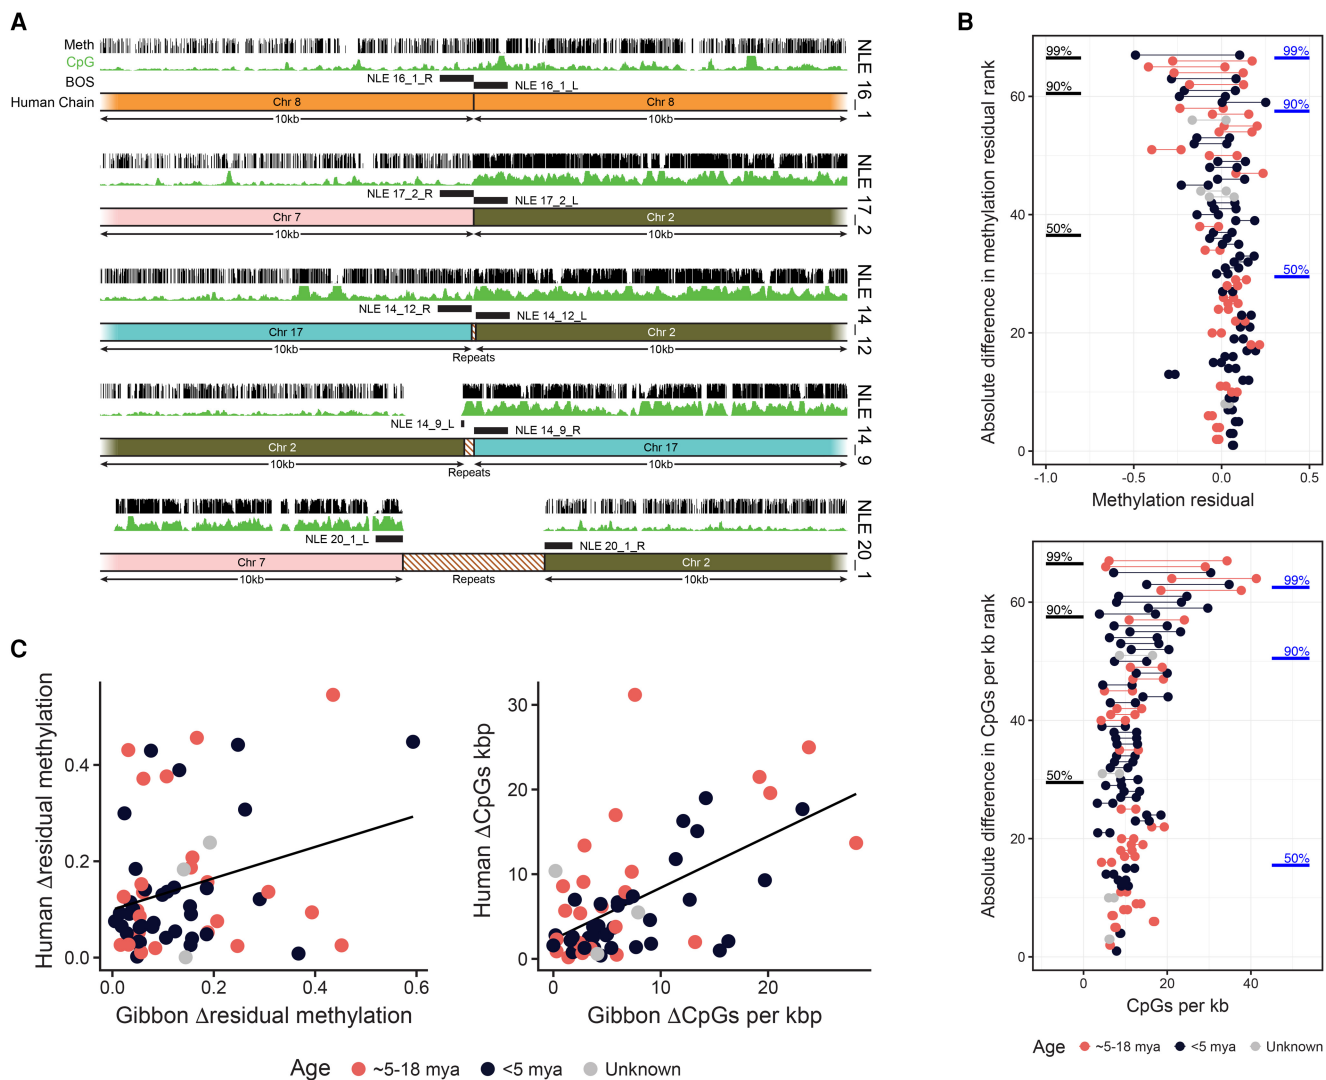 A
Meth
CpG
BOS
Human Chain
NLE 16_1_R
NLE 16_1_L
Chr 8
Chr 8
10kb
10kb
NLE 16_1
NLE 17_2_R
NLE 17_2_L
Chr 7
Chr 2
10kb
10kb
NLE 17_2
NLE 14_12_R
NLE 14_12_L
Chr 17
Chr 2
10kb
10kb
Repeats
NLE 14_12
NLE 14_9_L
NLE 14_9_R
Chr 2
Chr 17
10kb
10kb
Repeats
NLE 14_9
NLE 20_1_L
NLE 20_1_R
Chr 7
Chr 2
10kb
Repeats
10kb
NLE 20_1
B
Absolute difference in methylation residual rank
60
40
20
0
99%
90%
50%
99%
90%
50%
-1.0
-0.5
0.0
0.5
Methylation residual
Absolute difference in CpGs per kb rank
60
40
20
0
99%
90%
50%
99%
90%
50%
0
20
40
CpGs per kb
Age
~5-18 mya
<5 mya
Unknown
C
Human Δresidual methylation
0.4
0.2
0.0
0.0
0.2
0.4
0.6
Gibbon Δresidual methylation
Human ΔCpGs kbp
30
20
10
0
0
10
20
Gibbon ΔCpGs per kbp
Age
~5-18 mya
<5 mya
Unknown